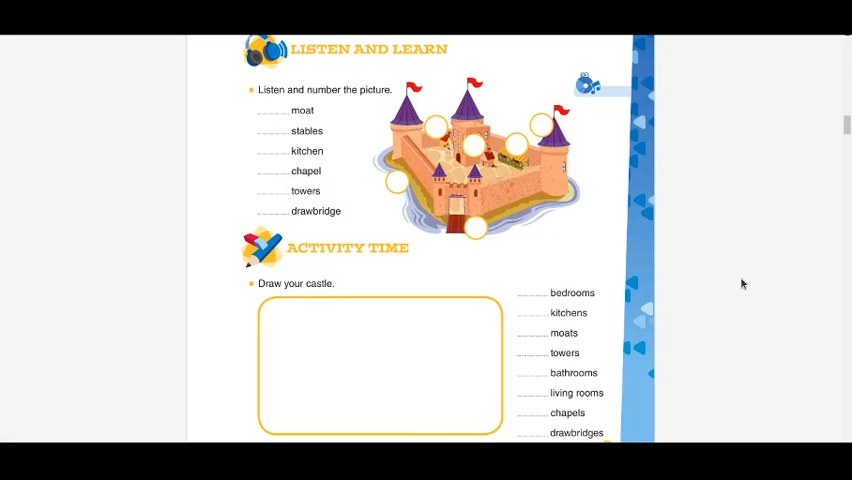 LISTEN AND LEARN
Listen and number the picture.
............ moat
............ stables
............ kitchen
............ chapel
............ towers
............ drawbridge
ACTIVITY TIME
Draw your castle.
............ bedrooms
............ kitchens
............ moats
............ towers
............ bathrooms
............ living rooms
............ chapels
............ drawbridges